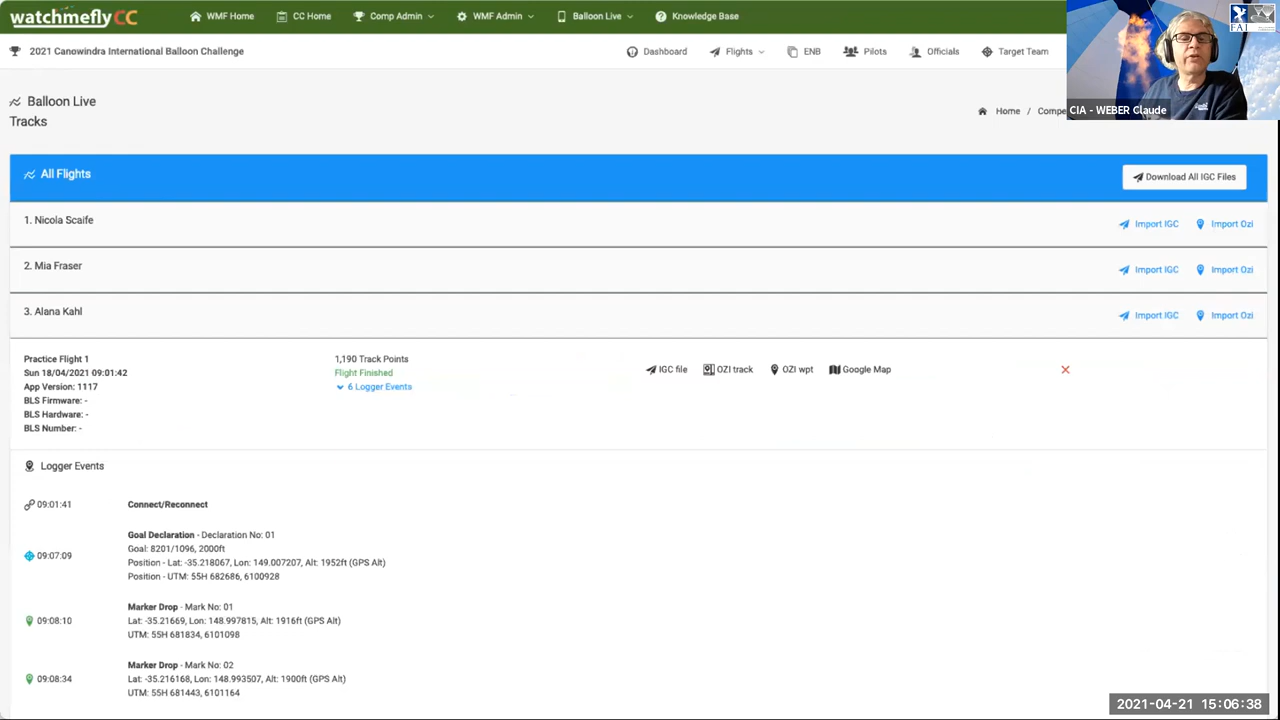 watchmefly CC
WMF Home
CC Home
Comp Admin
WMF Admin
Balloon Live
Knowledge Base
2021 Canowindra International Balloon Challenge
Dashboard
Flights
ENB
Pilots
Officials
Target Team
FAI
CIA - WEBER Claude
Balloon Live
Tracks
Home / Compe
All Flights
Download All IGC Files
1. Nicola Scaife
Import IGC
Import Ozi
2. Mia Fraser
Import IGC
Import Ozi
3. Alana Kahl
Import IGC
Import Ozi
Practice Flight 1
Sun 18/04/2021 09:01:42
App Version: 1117
BLS Firmware: -
BLS Hardware: -
BLS Number: -
1,190 Track Points
Flight Finished
6 Logger Events
IGC file
OZI track
OZI wpt
Google Map
Logger Events
09:01:41
Connect/Reconnect
09:07:09
Goal Declaration - Declaration No: 01
Goal: 8201/1096, 2000ft
Position - Lat: -35.218067, Lon: 149.007207, Alt: 1952ft (GPS Alt)
Position - UTM: 55H 682686, 6100928
09:08:10
Marker Drop - Mark No: 01
Lat: -35.21669, Lon: 148.997815, Alt: 1916ft (GPS Alt)
UTM: 55H 681834, 6101098
09:08:34
Marker Drop - Mark No: 02
Lat: -35.216168, Lon: 148.993507, Alt: 1900ft (GPS Alt)
UTM: 55H 681443, 6101164
2021-04-21 15:06:38